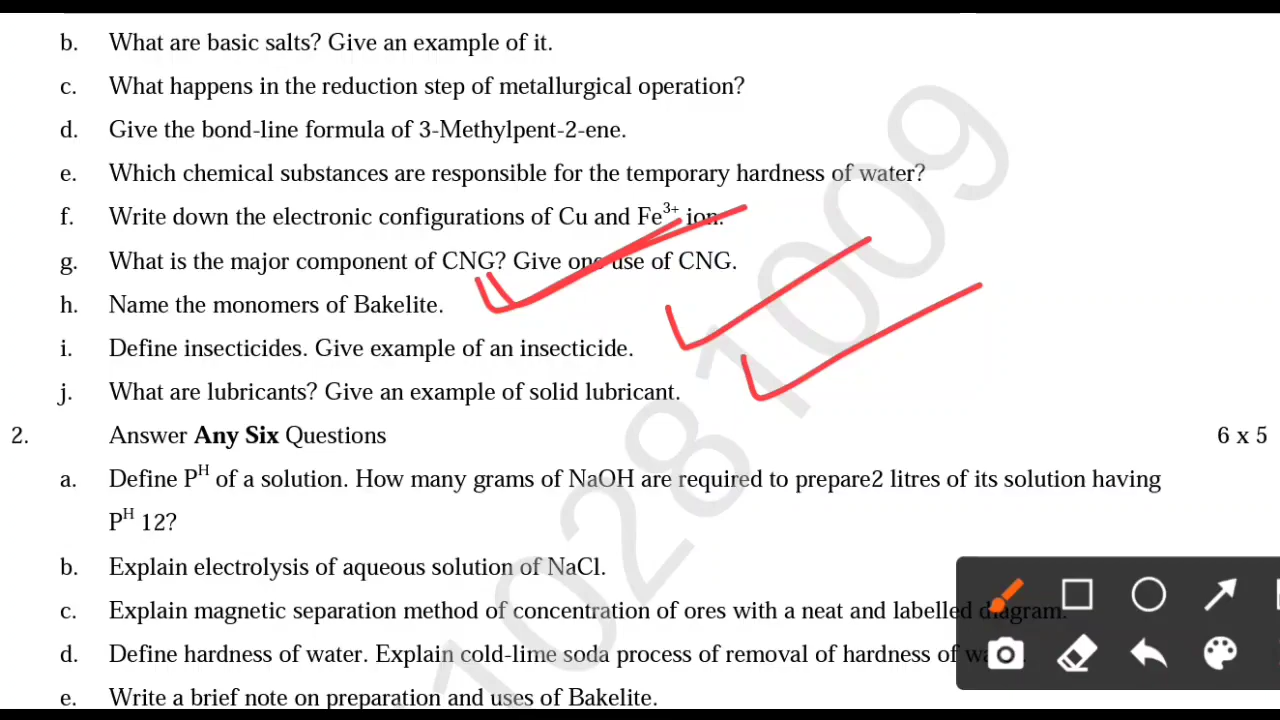 b. What are basic salts? Give an example of it.
c. What happens in the reduction step of metallurgical operation?
d. Give the bond-line formula of 3-Methylpent-2-ene.
e. Which chemical substances are responsible for the temporary hardness of water?
f. Write down the electronic configurations of Cu and Fe3+ ion.
g. What is the major component of CNG? Give one use of CNG.
h. Name the monomers of Bakelite.
i. Define insecticides. Give example of an insecticide.
j. What are lubricants? Give an example of solid lubricant.
2. Answer Any Six Questions 6 x 5
a. Define PH of a solution. How many grams of NaOH are required to prepare2 litres of its solution having
PH 12?
b. Explain electrolysis of aqueous solution of NaCl.
c. Explain magnetic separation method of concentration of ores with a neat and labelled diagram.
d. Define hardness of water. Explain cold-lime soda process of removal of hardness of
e. Write a brief note on preparation and uses of Bakelite.
10281009